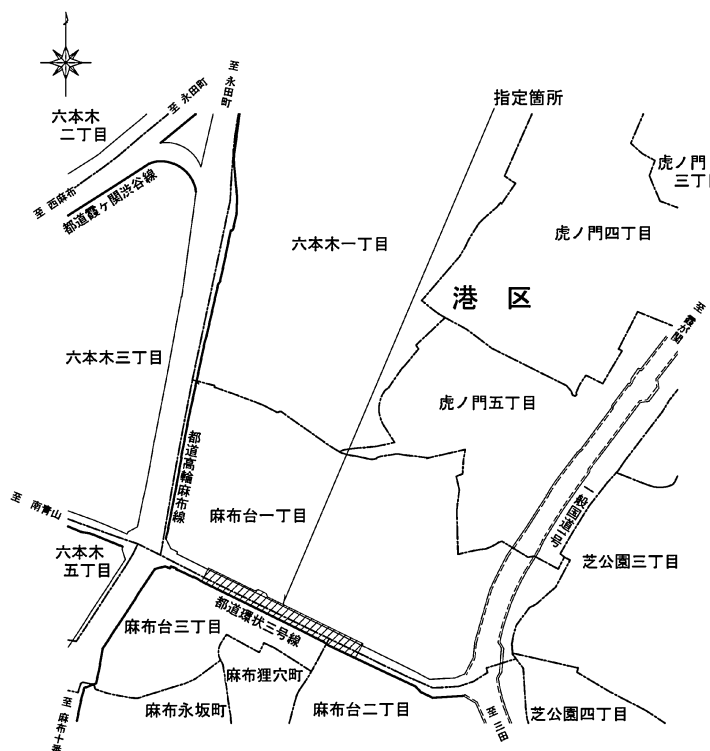 至 永田町
至 永田町
六本木
二丁目
指定箇所
虎ノ門
三丁
至 西麻布
都道霞ヶ関渋谷線
六本木一丁目
虎ノ門四丁目
港 区
至 霞が関
六本木三丁目
虎ノ門五丁目
都道高輪麻布線
至 南青山
麻布台一丁目
一般国道一号
六本木
五丁目
芝公園三丁目
都道環状三号線
麻布台三丁目
麻布狸穴町
麻布永坂町
麻布台二丁目
芝公園四丁目
至 麻布十番
至 三田